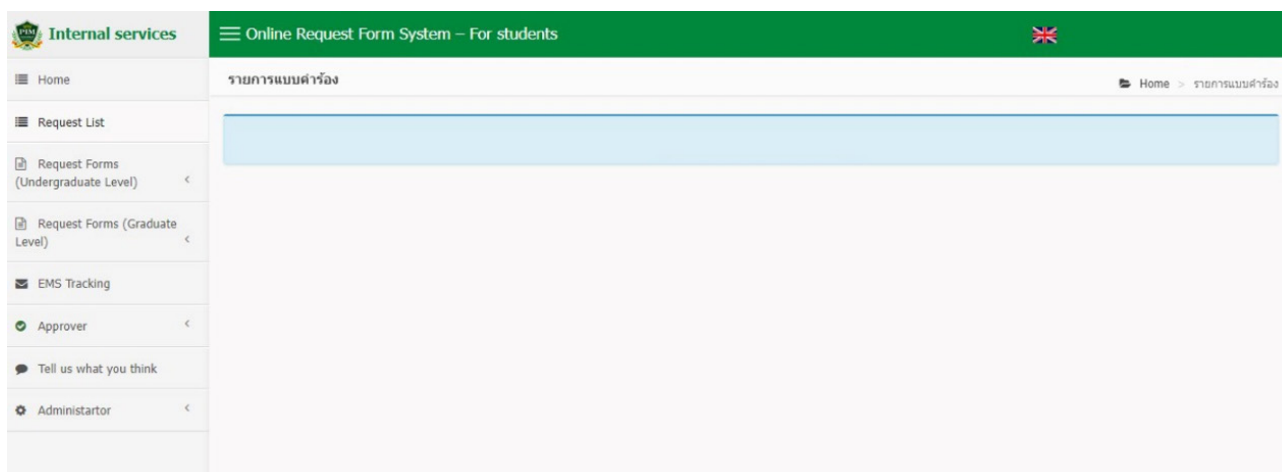 PIM
Internal services
Online Request Form System – For students
Home
Request List
Request Forms
(Undergraduate Level)
Request Forms (Graduate
Level)
EMS Tracking
Approver
Tell us what you think
Administartor
รายการแบบคำร้อง
Home > รายการแบบคำร้อง